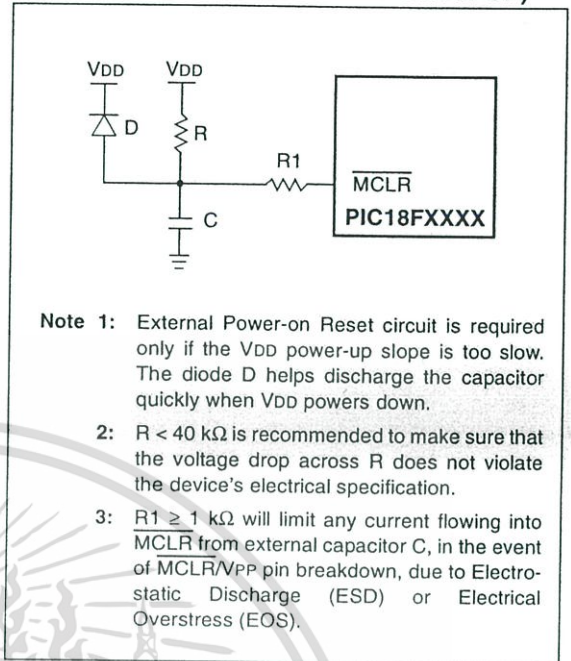 VDD VDD
D
R
R1
C
MCLR
PIC18FXXXX
Note 1: External Power-on Reset circuit is required
only if the VDD power-up slope is too slow.
The diode D helps discharge the capacitor
quickly when VDD powers down.
2: R < 40 kΩ is recommended to make sure that
the voltage drop across R does not violate
the device's electrical specification.
3: R1 ≥ 1 kΩ will limit any current flowing into
MCLR from external capacitor C, in the event
of MCLR/VPP pin breakdown, due to Electro-
static Discharge (ESD) or Electrical
Overstress (EOS).